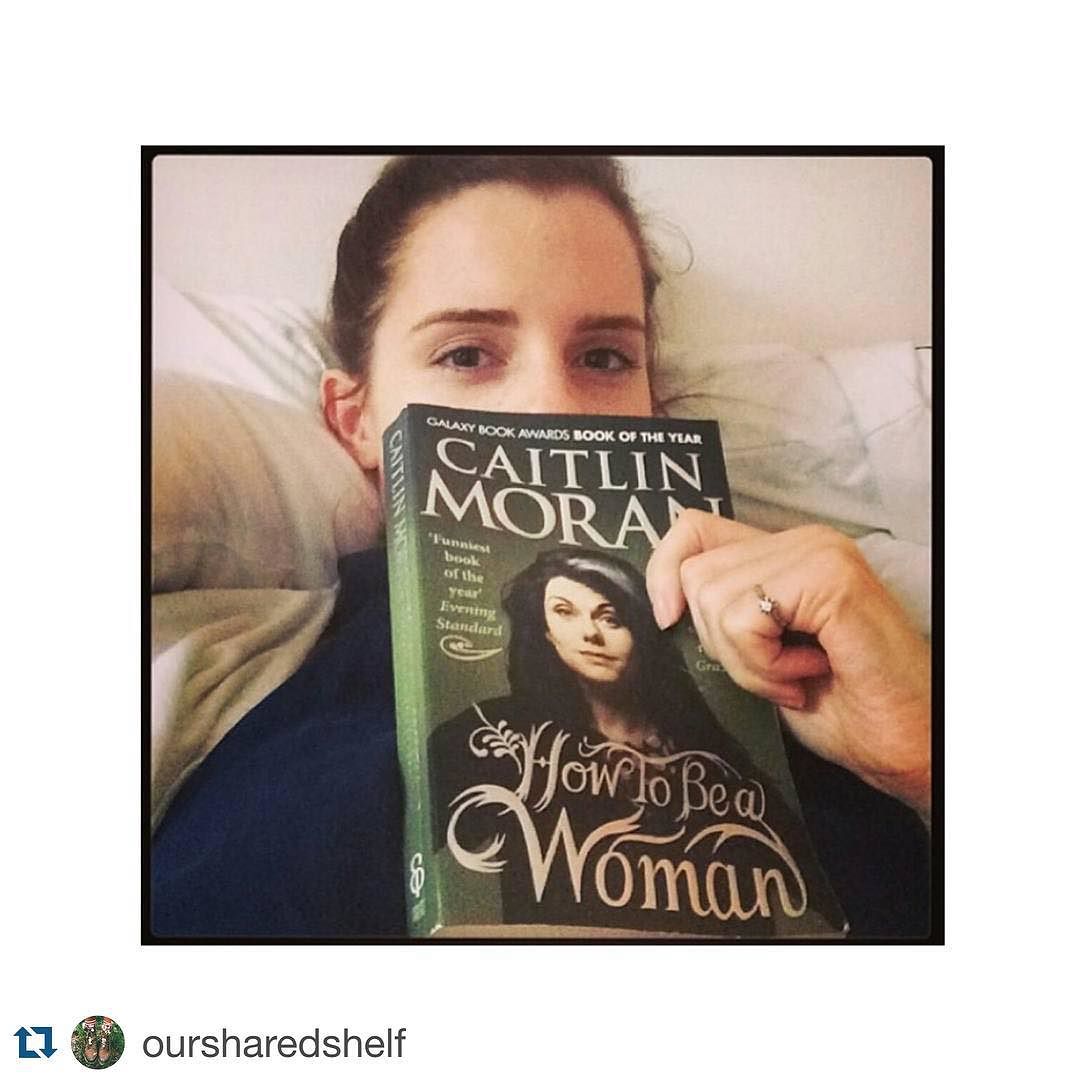 GALAXY BOOK AWARDS BOOK OF THE YEAR
CAITLIN
MORAN
'Funniest
book
of the
year'
Evening
Standard
How To Be a
Woman
oursharedshelf